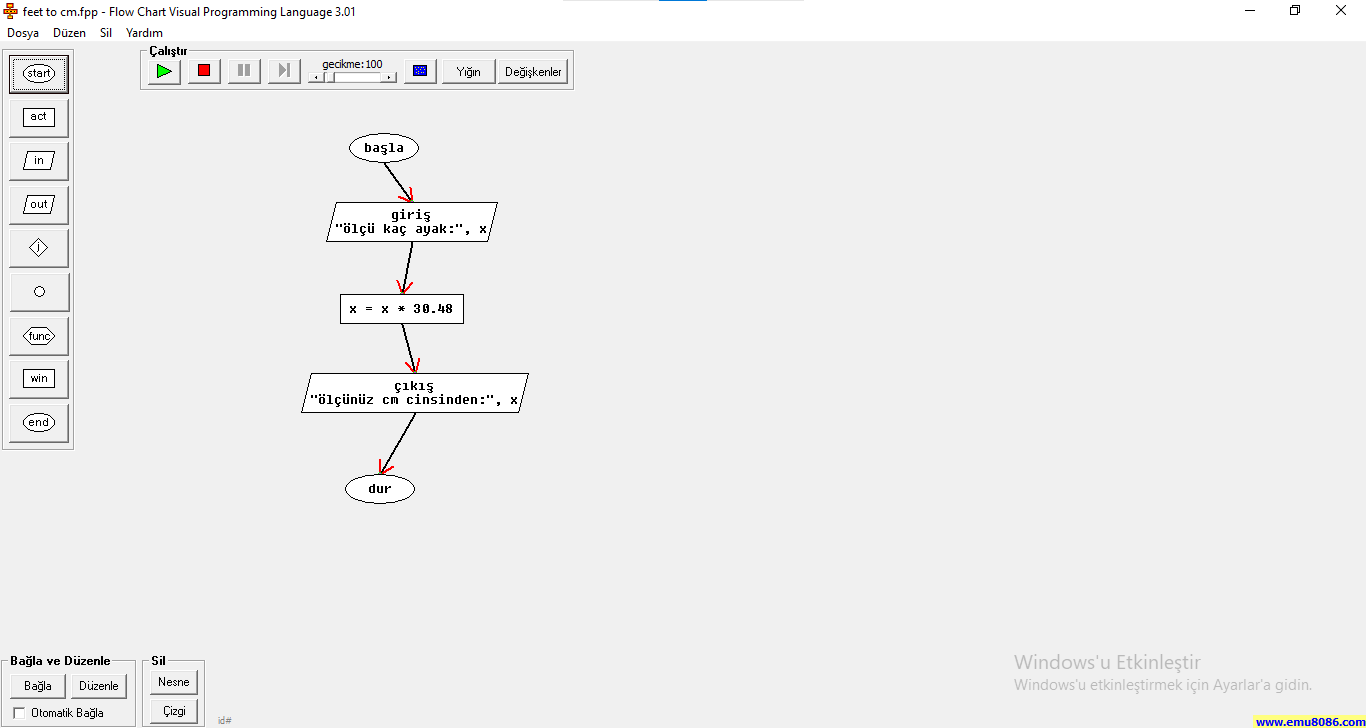 feet to cm.fpp - Flow Chart Visual Programming Language 3.01
Dosya Düzen Sil Yardım
Çalıştır
gecikme:100
Yığın
Değişkenler
start
act
in
out
j
func
win
end
başla
giriş
"ölçü kaç ayak:", x
x = x * 30.48
çıkış
"ölçünüz cm cinsinden:", x
dur
Bağla ve Düzenle
Bağla
Düzenle
Otomatik Bağla
Sil
Nesne
Çizgi
id#
Windows'u Etkinleştir
Windows'u etkinleştirmek için Ayarlar'a gidin.
www.emu8086.com